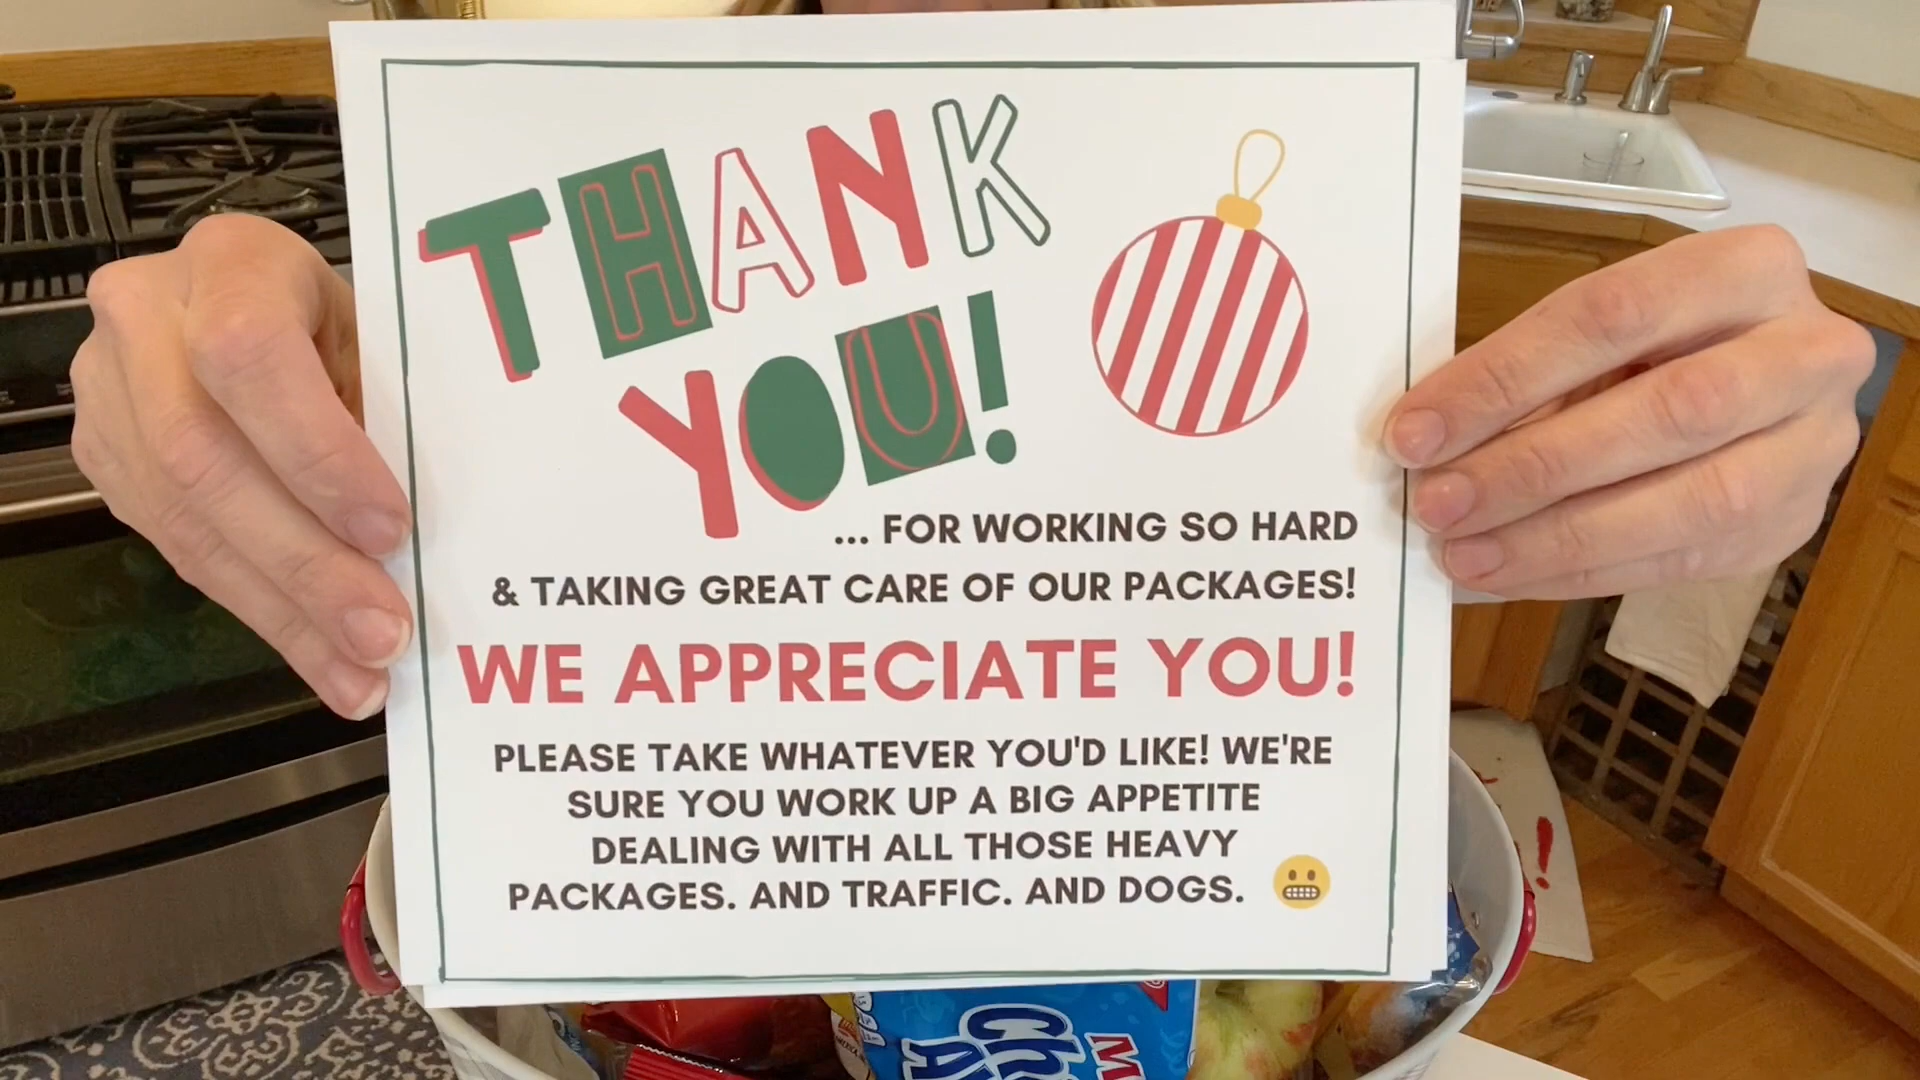 THANK
YOU!
... FOR WORKING SO HARD
& TAKING GREAT CARE OF OUR PACKAGES!
WE APPRECIATE YOU!
PLEASE TAKE WHATEVER YOU'D LIKE! WE'RE
SURE YOU WORK UP A BIG APPETITE
DEALING WITH ALL THOSE HEAVY
PACKAGES. AND TRAFFIC. AND DOGS.